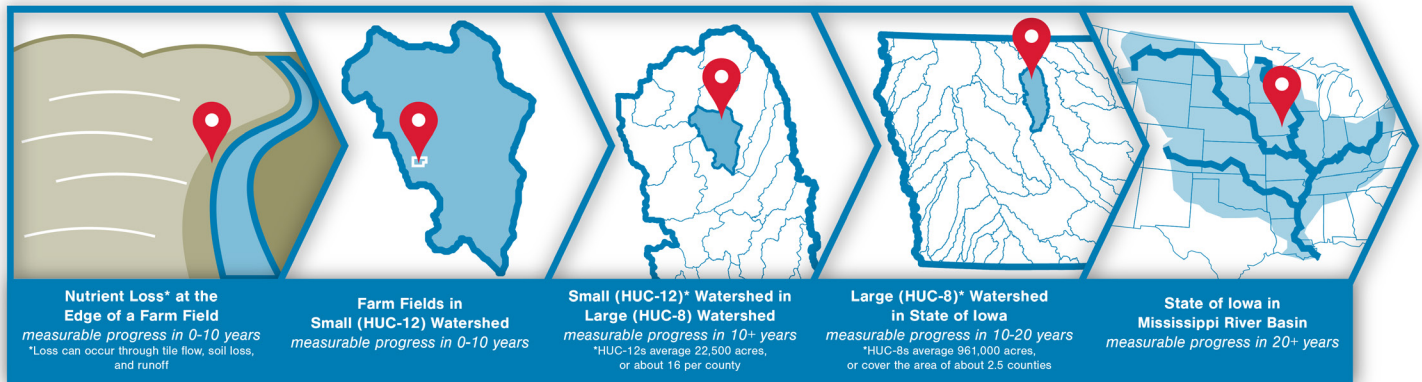 Nutrient Loss* at the
Edge of a Farm Field
measurable progress in 0-10 years
*Loss can occur through tile flow, soil loss,
and runoff
Farm Fields in
Small (HUC-12) Watershed
measurable progress in 0-10 years
Small (HUC-12)* Watershed in
Large (HUC-8) Watershed
measurable progress in 10+ years
*HUC-12s average 22,500 acres,
or about 16 per county
Large (HUC-8)* Watershed
in State of Iowa
measurable progress in 10-20 years
*HUC-8s average 961,000 acres,
or cover the area of about 2.5 counties
State of Iowa in
Mississippi River Basin
measurable progress in 20+ years